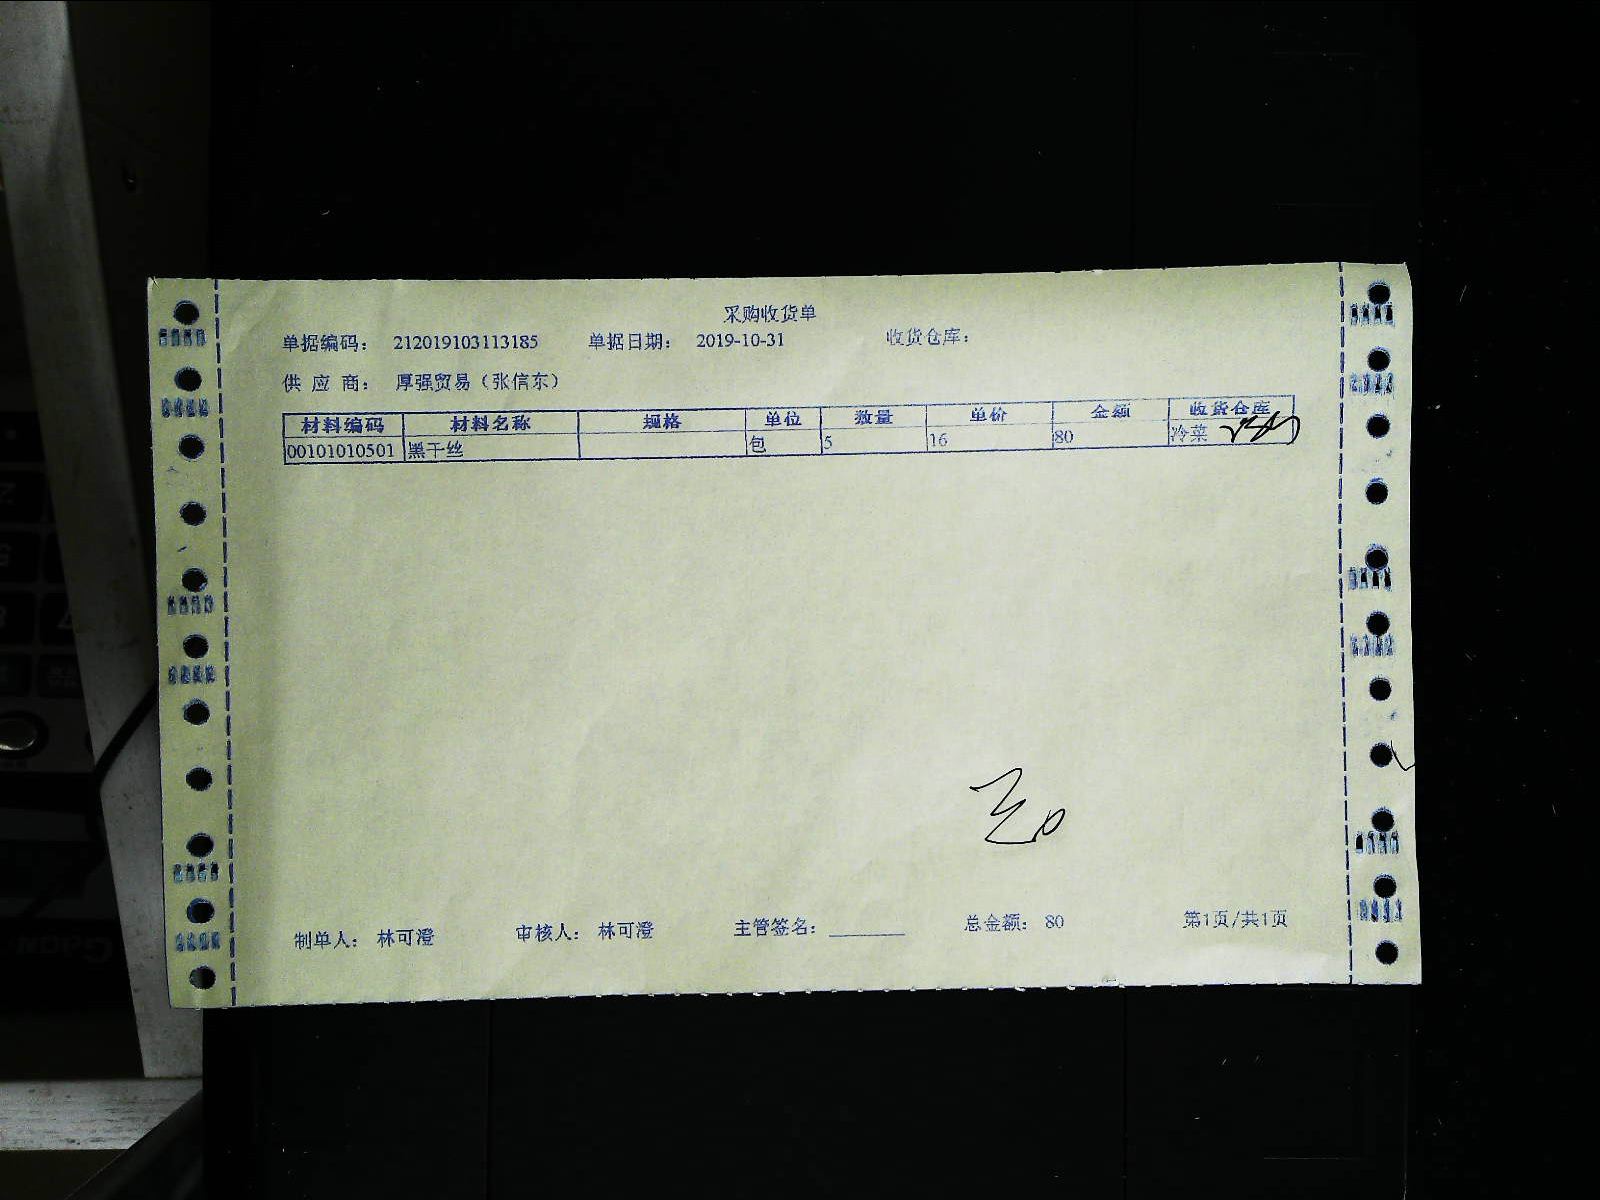 采购收货单
单据编码： 212019103113185 单据日期： 2019-10-31 收货仓库：
供 应 商： 厚强贸易（张信东）
材料编码 材料名称 规格 单位 数量 单价 金额 收货仓库
00101010501 黑干丝 包 5 16 80 冷菜
制单人： 林可澄 审核人： 林可澄 主管签名： ________ 总金额： 80 第1页/共1页